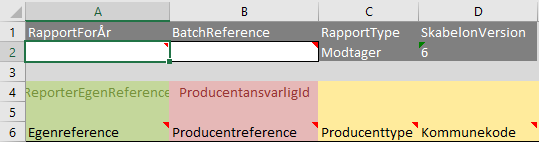 A B C D
1 RapportForÅr BatchReference RapportType SkabelonVersion
2 Modtager 6
3
4 ReporterEgenReference ProducentansvarligId
5
6 Egenreference Producentreference Producenttype Kommunekode